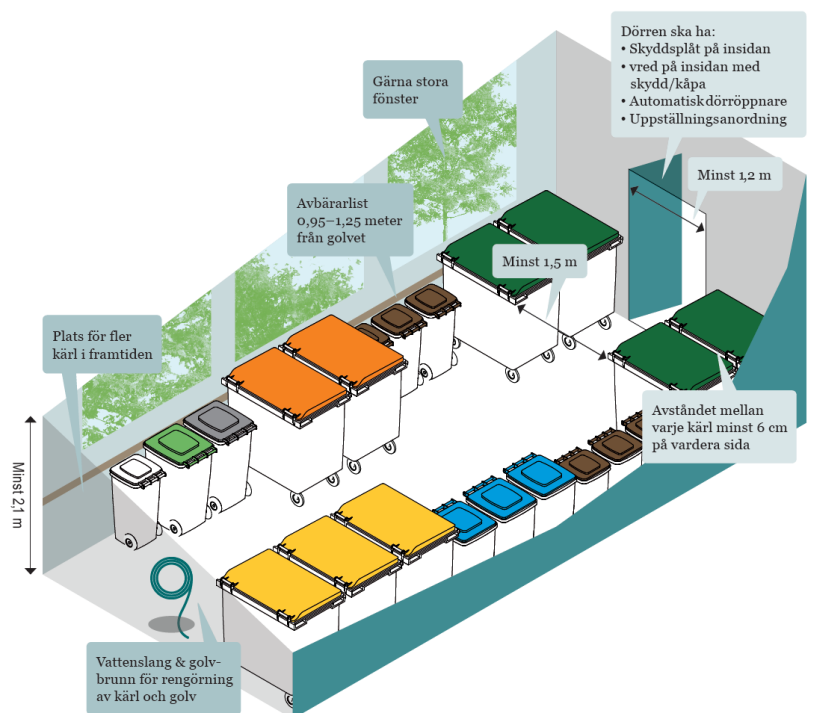 Dörren ska ha:
• Skyddsplåt på insidan
• vred på insidan med
skydd/kåpa
• Automatisk dörröppnare
• Uppställningsanordning
Gärna stora
fönster
Minst 1,2 m
Avbärarlist
0,95–1,25 meter
från golvet
Minst 1,5 m
Plats för fler
kärl i framtiden
Avståndet mellan
varje kärl minst 6 cm
på vardera sida
Minst 2,1 m
Vattenslang & golv-
brunn för rengörning
av kärl och golv